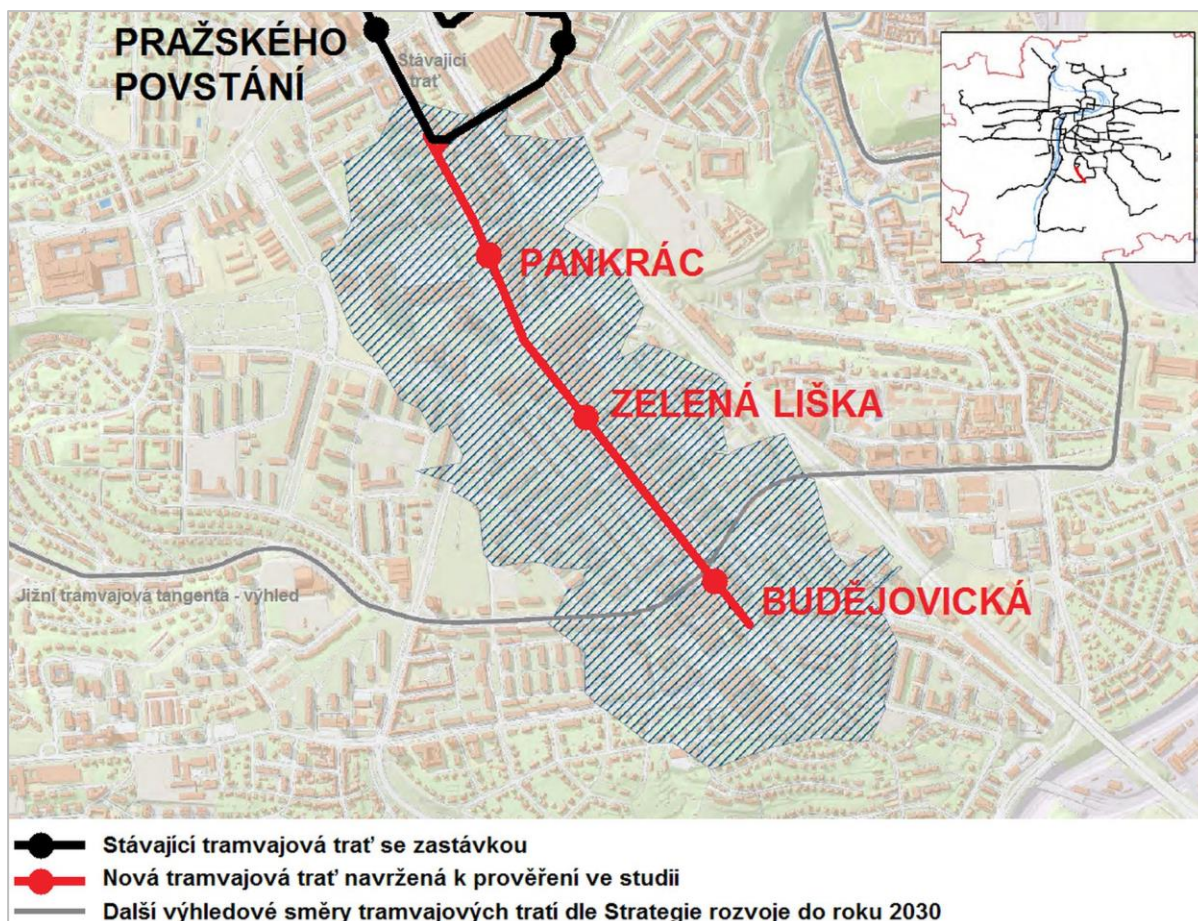 PRAŽSKÉHO
POVSTÁNÍ
Stávající
trať
PANKRÁC
ZELENÁ LIŠKA
BUDĚJOVICKÁ
Jižní tramvajová tangenta - výhled
Stávající tramvajová trať se zastávkou
Nová tramvajová trať navržená k prověření ve studii
Další výhledové směry tramvajových tratí dle Strategie rozvoje do roku 2030